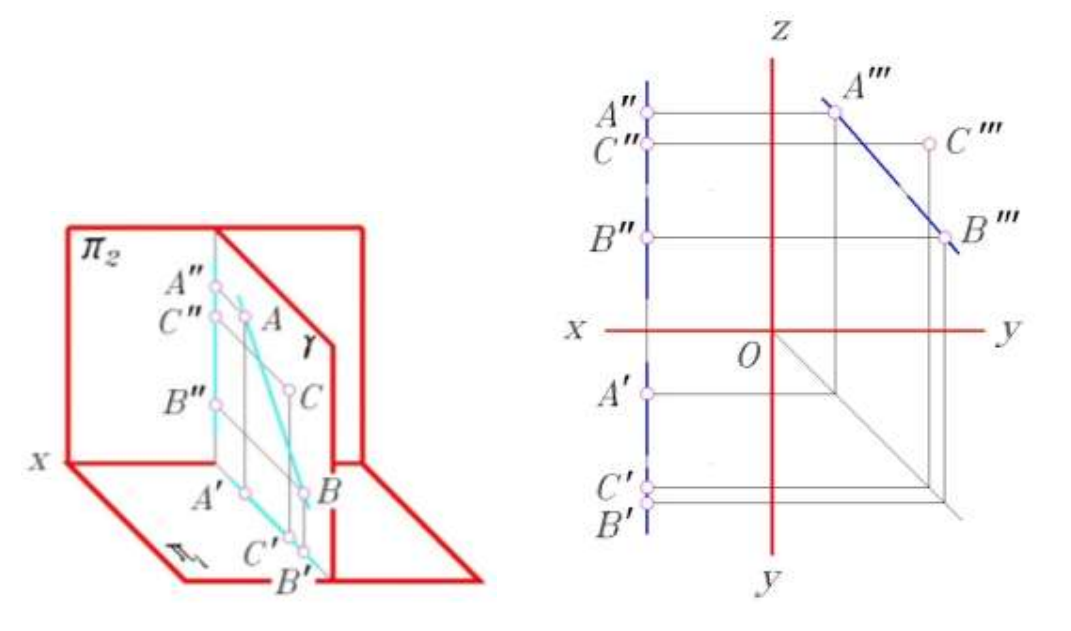 π₂
A″
C″
B″
A
γ
C
B
x
A′
C′
B′
π₁
z
A″
C″
B″
A‴
C‴
B‴
x
O
y
A′
C′
B′
y